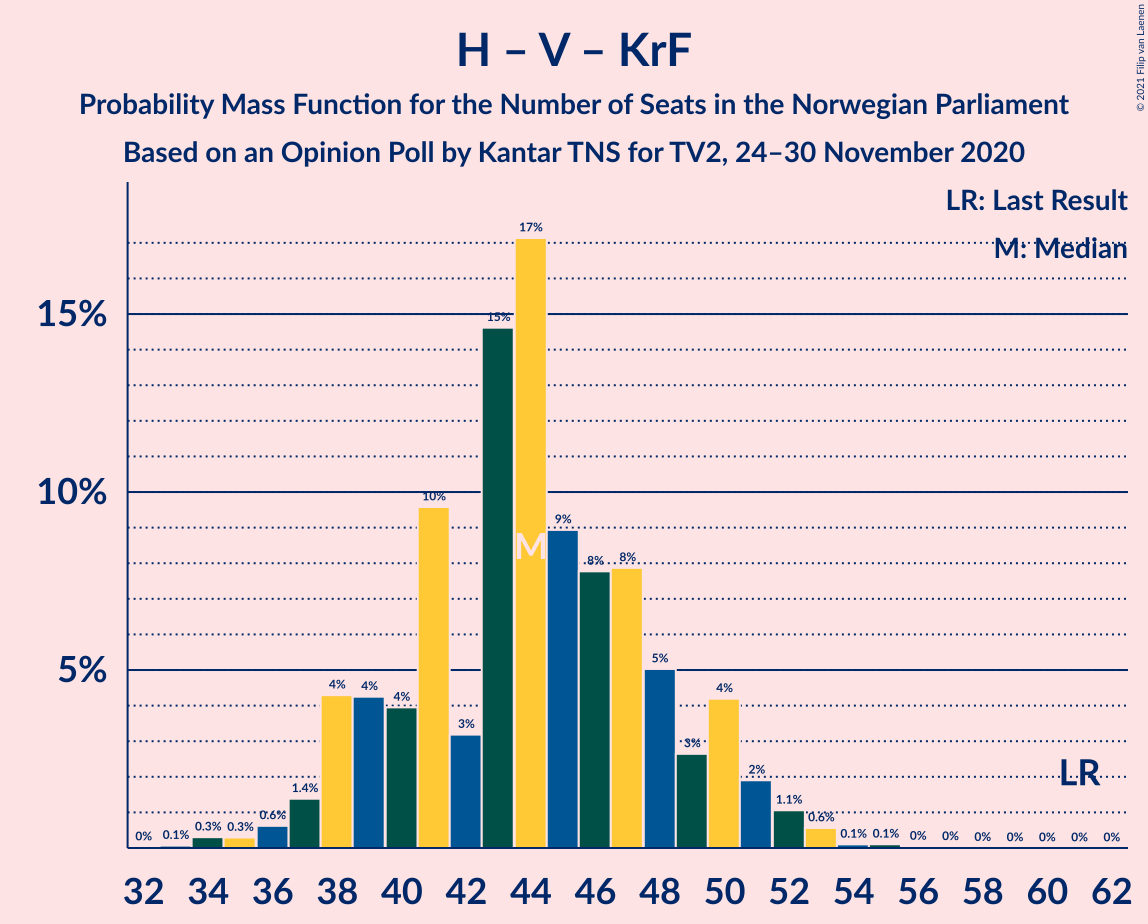 H – V – KrF
Probability Mass Function for the Number of Seats in the Norwegian Parliament
Based on an Opinion Poll by Kantar TNS for TV2, 24–30 November 2020
© 2021 Filip van Laenen
LR: Last Result
M: Median
15%
10%
5%
0% 0.1% 0.3% 0.3% 0.6% 1.4% 4% 4% 4% 10% 3% 15% 17% 9% 8% 8% 5% 3% 4% 2% 1.1% 0.6% 0.1% 0.1% 0% 0% 0% 0% 0% 0% 0%
M
LR
32 34 36 38 40 42 44 46 48 50 52 54 56 58 60 62